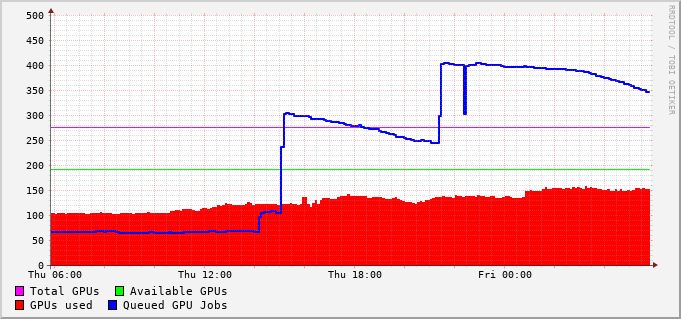 500
450
400
350
300
250
200
150
100
50
0
Thu 06:00 Thu 12:00 Thu 18:00 Fri 00:00
Total GPUs Available GPUs
GPUs used Queued GPU Jobs
RRDTOOL / TOBI OETIKER